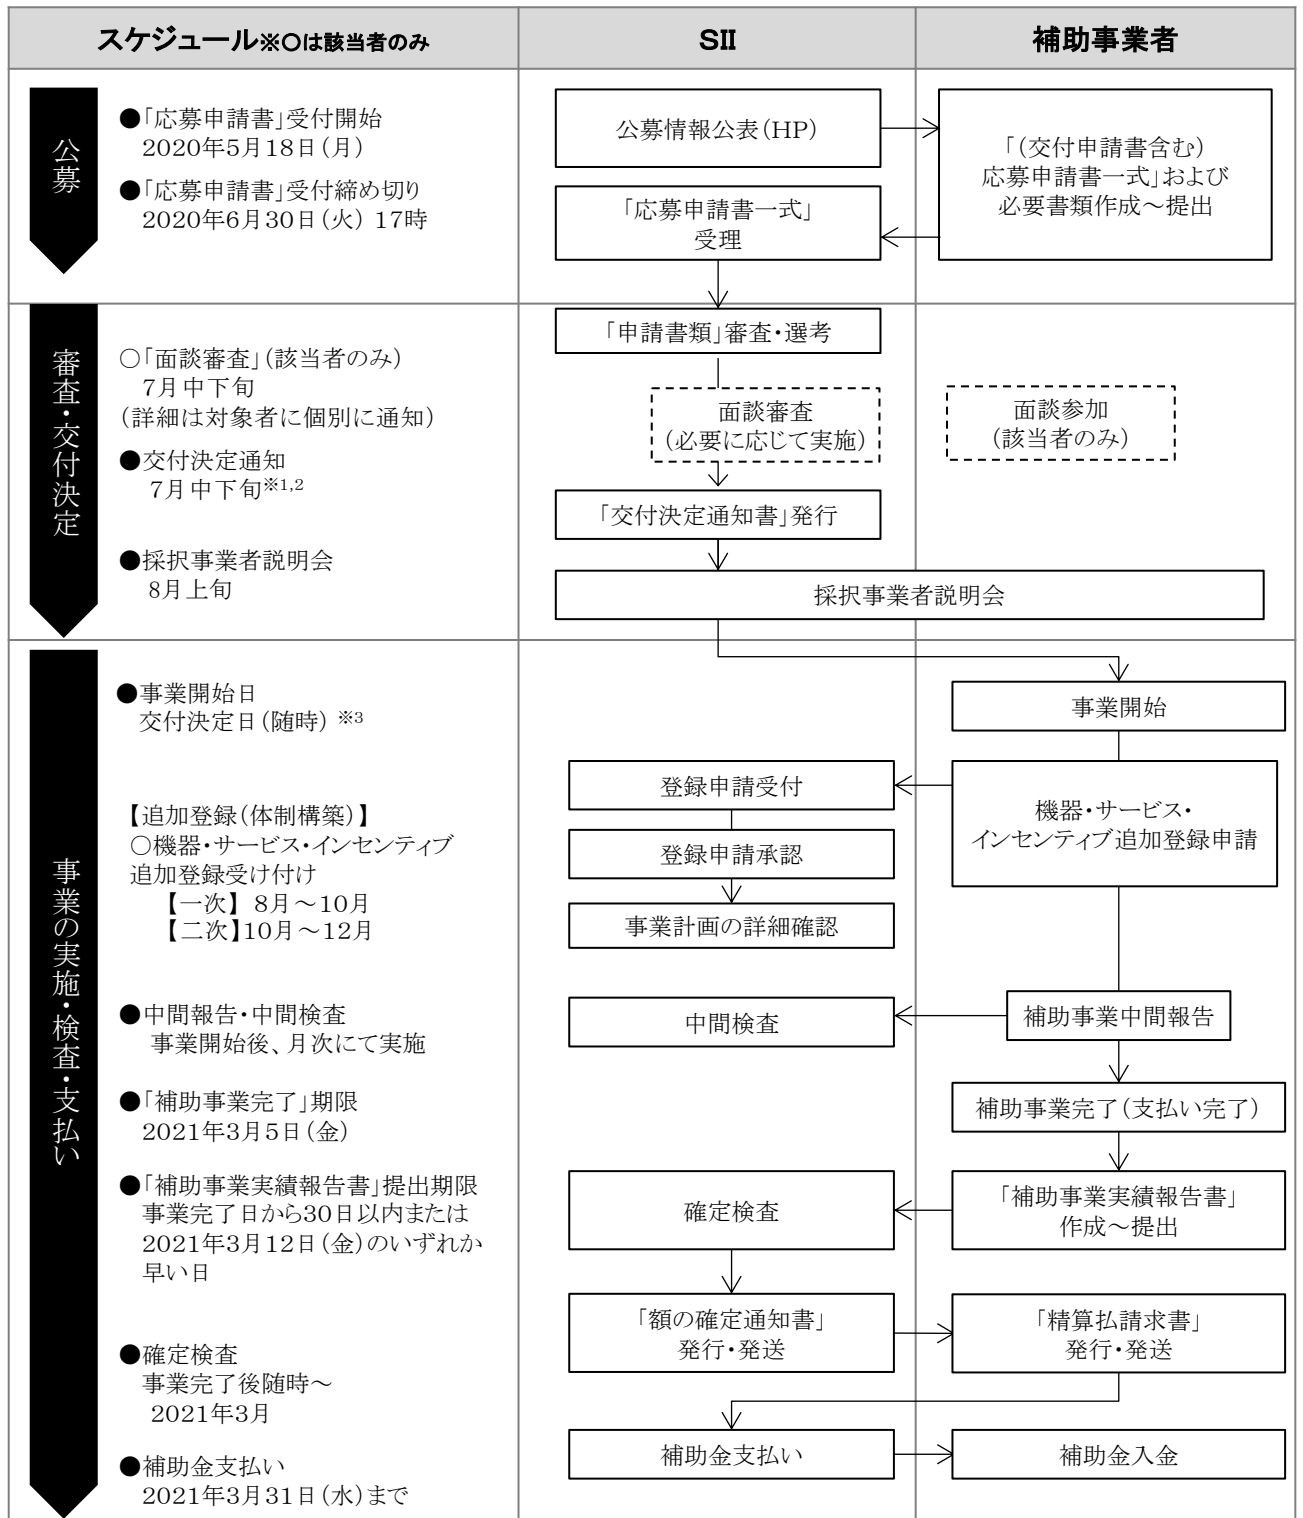 スケジュール※〇は該当者のみ
SII
補助事業者
公募
●「応募申請書」受付開始
2020年5月18日(月)
●「応募申請書」受付締め切り
2020年6月30日(火) 17時
公募情報公表(HP)
「応募申請書一式」
受理
「(交付申請書含む)
応募申請書一式」および
必要書類作成～提出
審査・交付決定
〇「面談審査」(該当者のみ)
7月中下旬
(詳細は対象者に個別に通知)
●交付決定通知
7月中下旬※1,2
●採択事業者説明会
8月上旬
「申請書類」審査・選考
面談審査
(必要に応じて実施)
面談参加
(該当者のみ)
「交付決定通知書」発行
採択事業者説明会
事業の実施・検査・支払い
●事業開始日
交付決定日(随時) ※3
【追加登録(体制構築)】
〇機器・サービス・インセンティブ
追加登録受け付け
【一次】 8月～10月
【二次】10月～12月
●中間報告・中間検査
事業開始後、月次にて実施
●「補助事業完了」期限
2021年3月5日(金)
●「補助事業実績報告書」提出期限
事業完了日から30日以内または
2021年3月12日(金)のいずれか
早い日
●確定検査
事業完了後随時～
2021年3月
●補助金支払い
2021年3月31日(水)まで
事業開始
登録申請受付
機器・サービス・
インセンティブ追加登録申請
登録申請承認
事業計画の詳細確認
中間検査
補助事業中間報告
補助事業完了(支払い完了)
確定検査
「補助事業実績報告書」
作成～提出
「額の確定通知書」
発行・発送
「精算払請求書」
発行・発送
補助金支払い
補助金入金